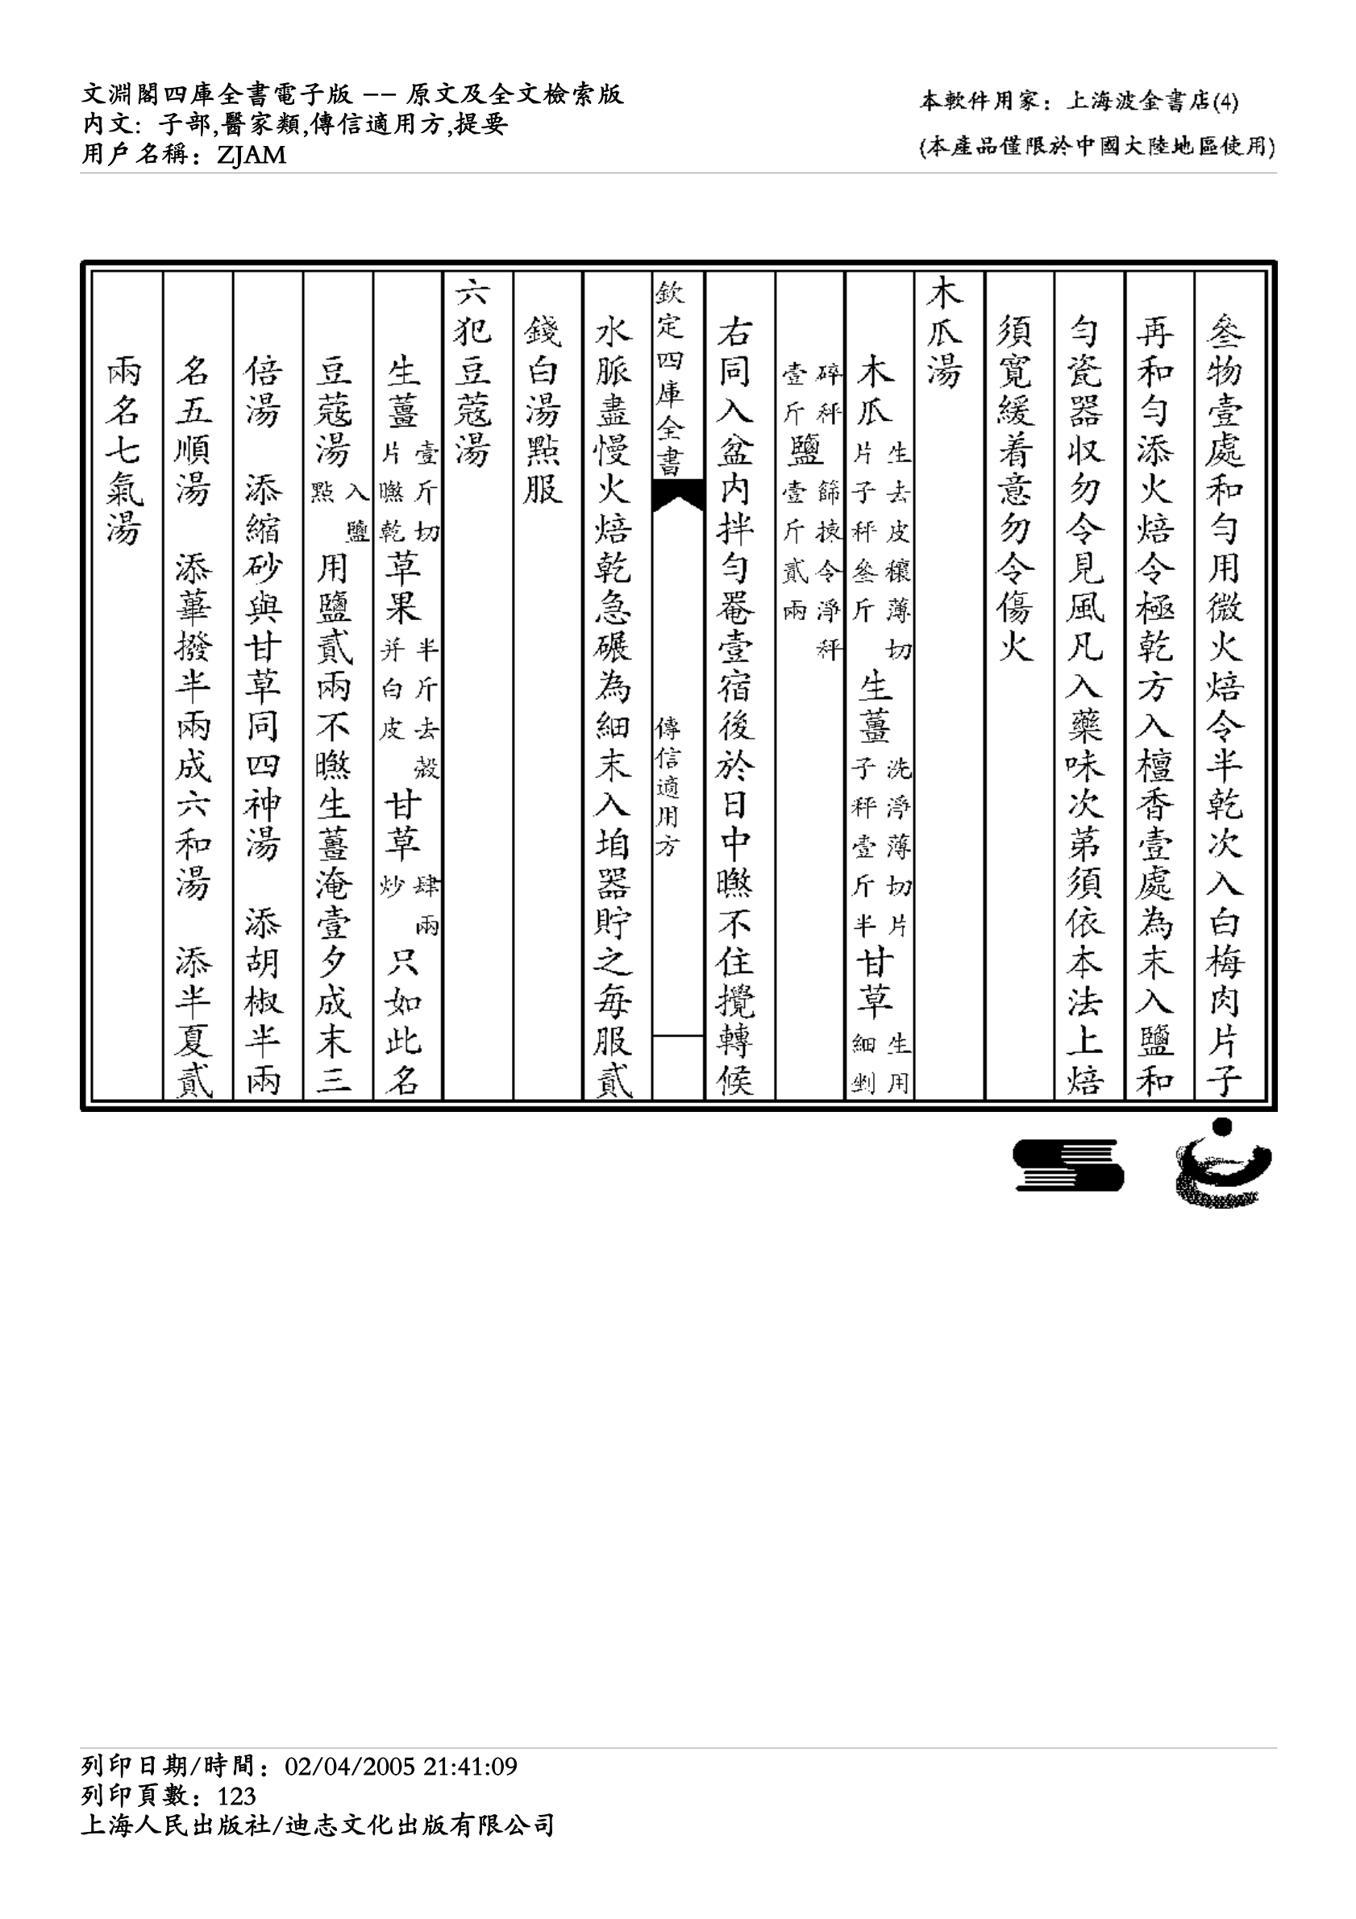 文淵閣四庫全書電子版 -- 原文及全文檢索版
内文: 子部,醫家類,傳信適用方,提要
用戶名稱: ZJAM
本軟件用家: 上海波金書店(4)
(本產品僅限於中國大陸地區使用)
叄物壹處和勻用微火焙令半乾次入白梅肉片子
再和勻添火焙令極乾方入檀香壹處為末入鹽和
勻瓷器収勿令見風凡入藥味次苐須依本法上焙
須寬緩着意勿令傷火
木瓜湯
木瓜生去皮穰薄切片子秤叄斤生薑洗淨薄切片子秤壹斤半甘草生用細剉
碎秤壹斤鹽篩揀令淨秤壹斤貳兩
右同入盆内拌勻罨壹宿後於日中㬠不住攪轉候
欽定四庫全書
傳信適用方
水脈盡慢火焙乾急碾為細末入垍器貯之每服貳
錢白湯點服
六犯豆蔻湯
生薑壹斤切片㬠乾草果半斤去殼并白皮甘草肆兩炒只如此名
豆蔻湯入鹽點用鹽貳兩不㬠生薑淹壹夕成末三
倍湯 添縮砂與甘草同四神湯 添胡椒半兩
名五順湯 添蓽撥半兩成六和湯 添半夏貳
兩名七氣湯
列印日期/時間: 02/04/2005 21:41:09
列印頁數: 123
上海人民出版社/迪志文化出版有限公司